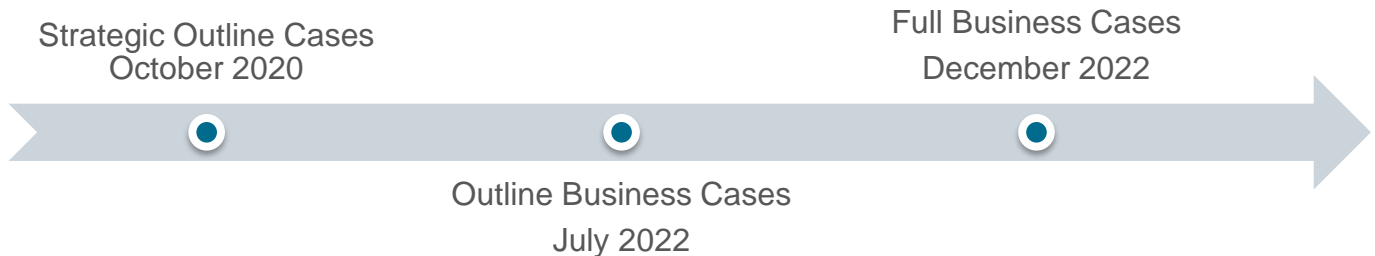 Strategic Outline Cases
October 2020
Outline Business Cases
July 2022
Full Business Cases
December 2022